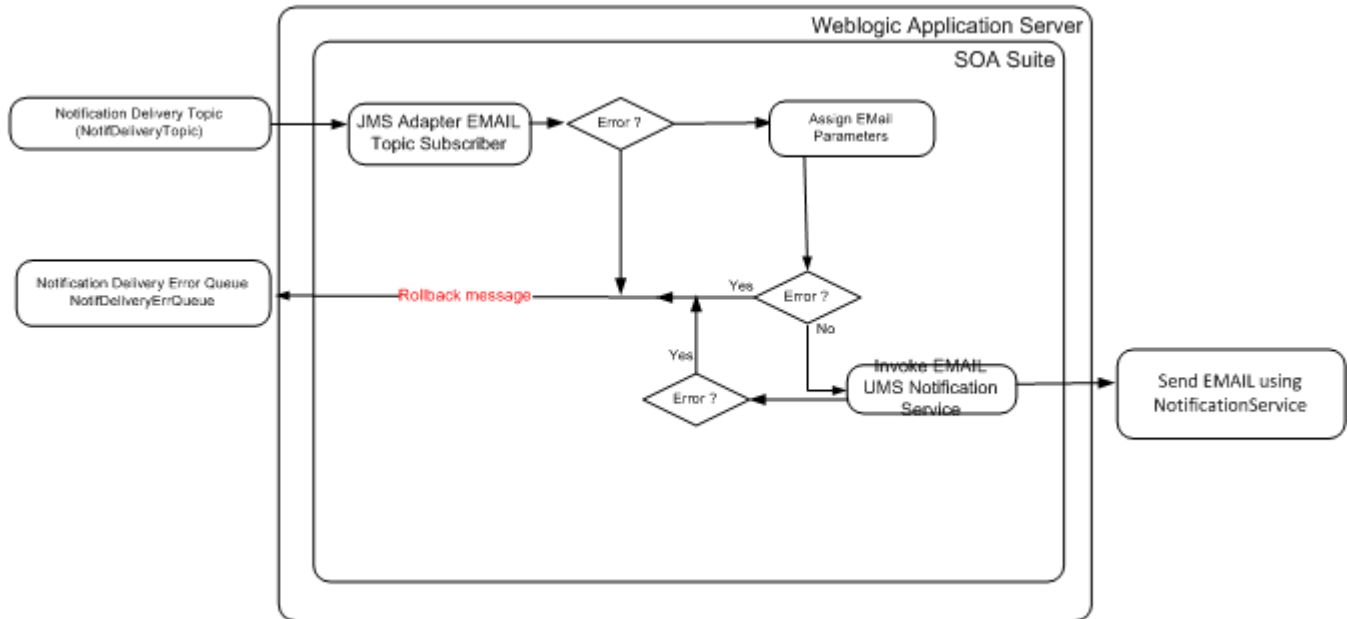 Weblogic Application Server
SOA Suite
Notification Delivery Topic
(NotifDeliveryTopic)
JMS Adapter EMAIL
Topic Subscriber
Error ?
Assign EMail
Parameters
Notification Delivery Error Queue
NotifDeliveryErrQueue
Rollback message
Yes
Error ?
No
Yes
Error ?
Invoke EMAIL
UMS Notification
Service
Send EMAIL using
NotificationService